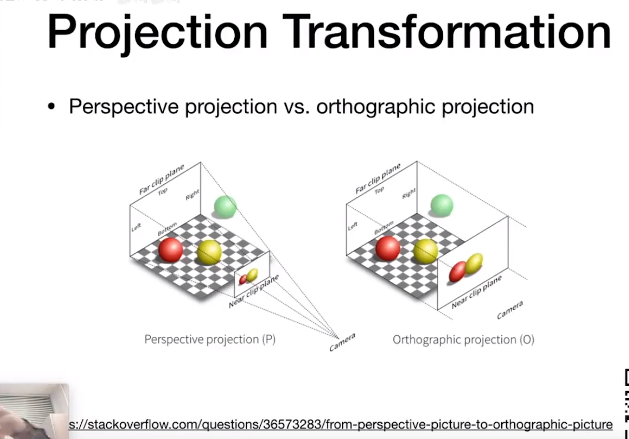 Projection Transformation
• Perspective projection vs. orthographic projection
Far clip plane
Top
Right
Left
Bottom
Near clip plane
Camera
Perspective projection (P)
Far clip plane
Top
Right
Left
Bottom
Near clip plane
Camera
Orthographic projection (O)
s://stackoverflow.com/questions/36573283/from-perspective-picture-to-orthographic-picture